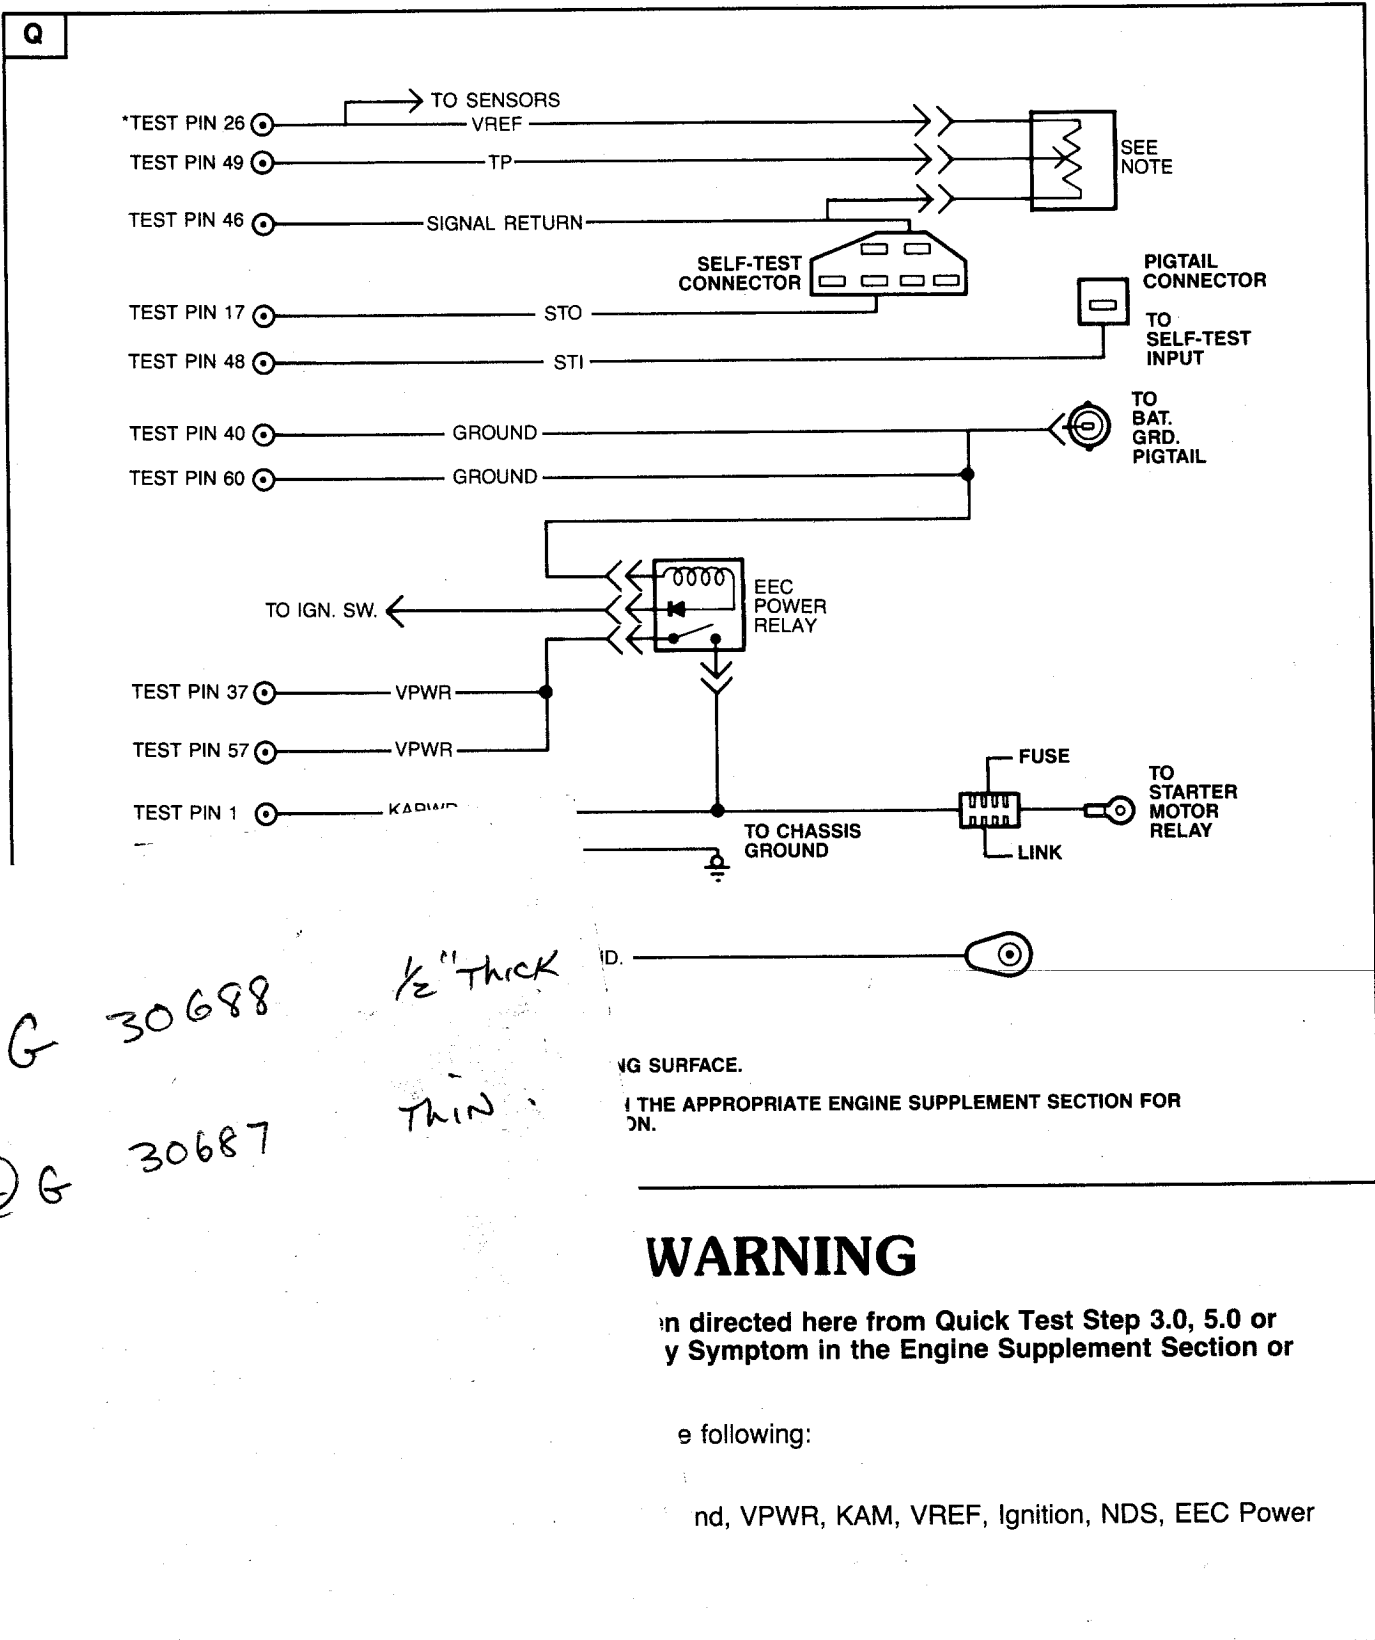 Q
TO SENSORS
*TEST PIN 26 VREF
SEE
NOTE
TEST PIN 49 TP
TEST PIN 46 SIGNAL RETURN
SELF-TEST
CONNECTOR
PIGTAIL
CONNECTOR
TO
SELF-TEST
INPUT
TEST PIN 17 STO
TEST PIN 48 STI
TO
BAT.
GRD.
PIGTAIL
TEST PIN 40 GROUND
TEST PIN 60 GROUND
EEC
POWER
RELAY
TO IGN. SW.
TEST PIN 37 VPWR
TEST PIN 57 VPWR
FUSE
TO
STARTER
MOTOR
RELAY
TEST PIN 1 KAPWR
TO CHASSIS
GROUND
LINK
ID.
G 30688 1/2" THICK
NG SURFACE.
THE APPROPRIATE ENGINE SUPPLEMENT SECTION FOR
ON.
G 30687 THIN
WARNING
n directed here from Quick Test Step 3.0, 5.0 or
y Symptom in the Engine Supplement Section or
e following:
nd, VPWR, KAM, VREF, Ignition, NDS, EEC Power